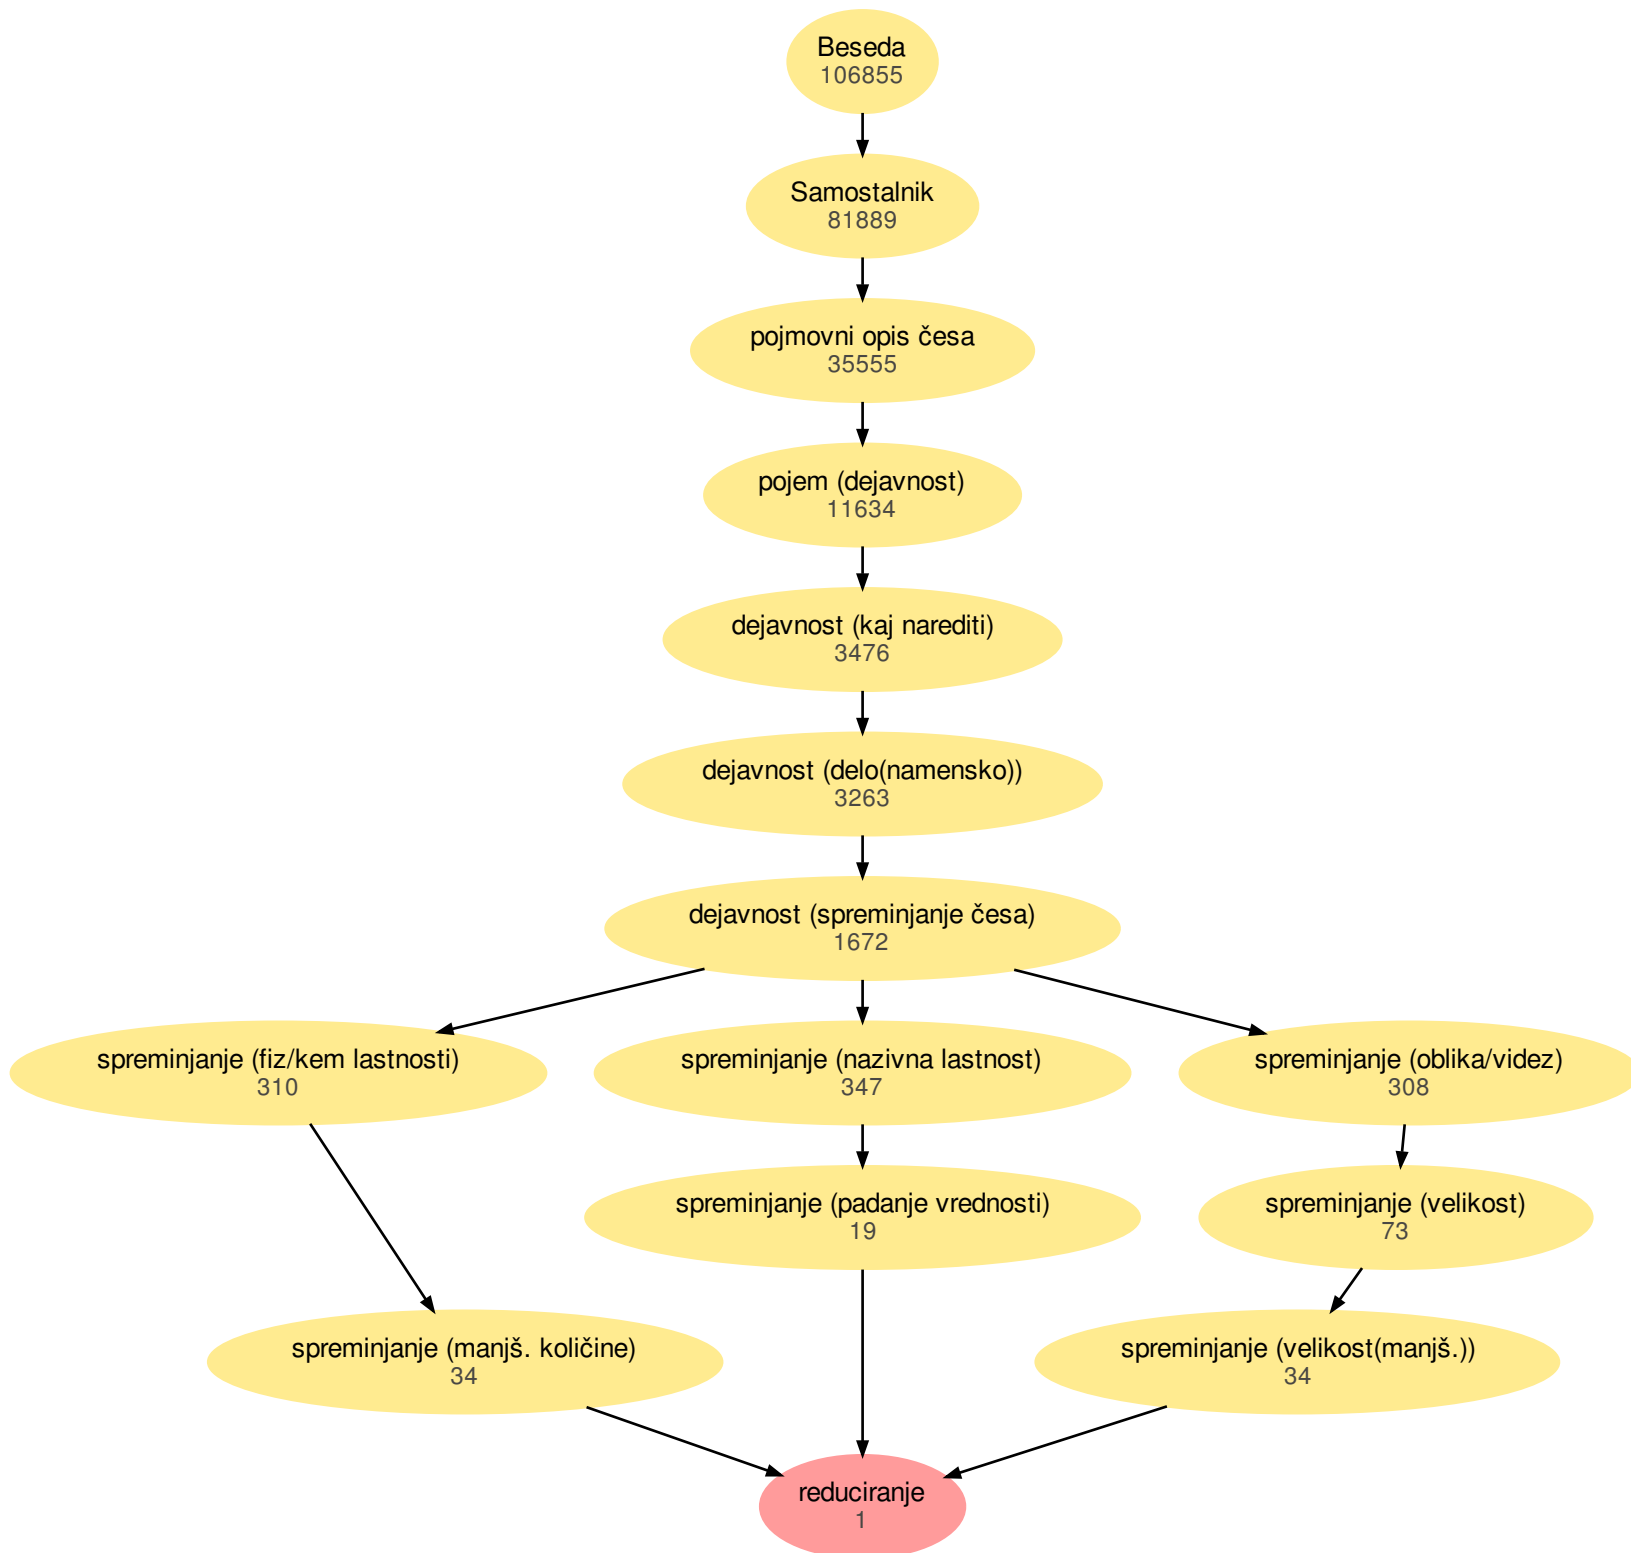 Beseda
106855
Samostalnik
81889
pojmovni opis česa
35555
pojem (dejavnost)
11634
dejavnost (kaj narediti)
3476
dejavnost (delo(namensko))
3263
dejavnost (spreminjanje česa)
1672
spreminjanje (fiz/kem lastnosti)
310
spreminjanje (nazivna lastnost)
347
spreminjanje (oblika/videz)
308
spreminjanje (padanje vrednosti)
19
spreminjanje (velikost)
73
spreminjanje (manjš. količine)
34
spreminjanje (velikost(manjš.))
34
reduciranje
1